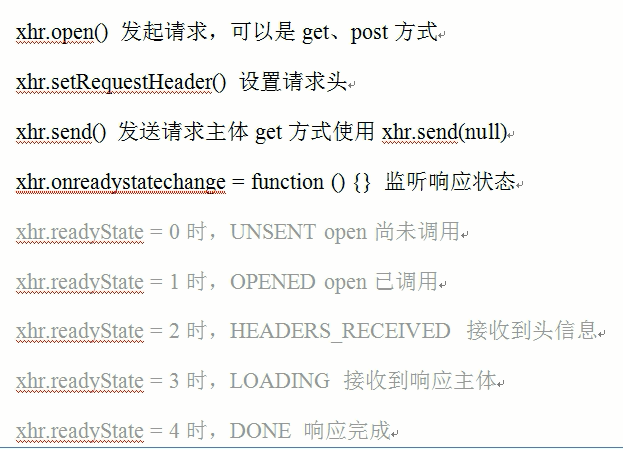 xhr.open() 发起请求，可以是 get、post 方式
xhr.setRequestHeader() 设置请求头
xhr.send() 发送请求主体 get 方式使用 xhr.send(null)
xhr.onreadystatechange = function () {} 监听响应状态
xhr.readyState = 0 时，UNSENT open 尚未调用
xhr.readyState = 1 时，OPENED open 已调用
xhr.readyState = 2 时，HEADERS_RECEIVED 接收到头信息
xhr.readyState = 3 时，LOADING 接收到响应主体
xhr.readyState = 4 时，DONE 响应完成